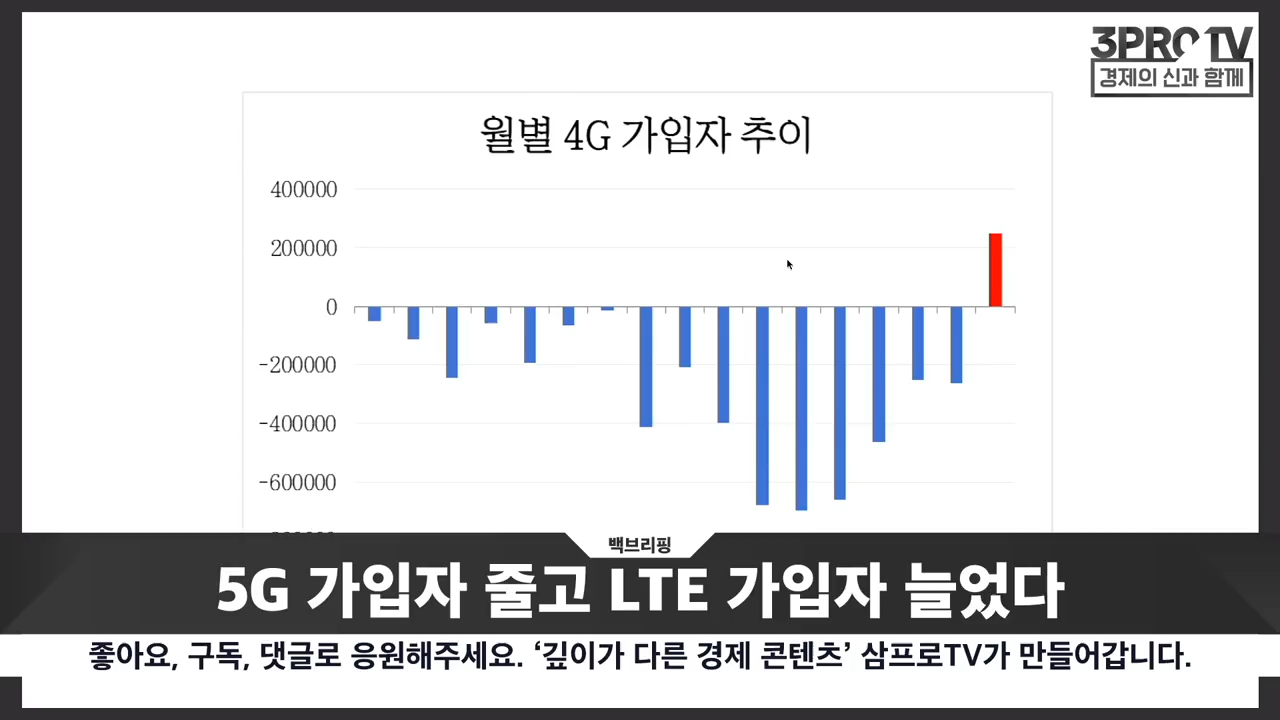 3PRO TV
경제의 신과 함께
월별 4G 가입자 추이
400000
200000
0
-200000
-400000
-600000
백브리핑
5G 가입자 줄고 LTE 가입자 늘었다
좋아요, 구독, 댓글로 응원해주세요. ‘깊이가 다른 경제 콘텐츠’ 삼프로TV가 만들어갑니다.